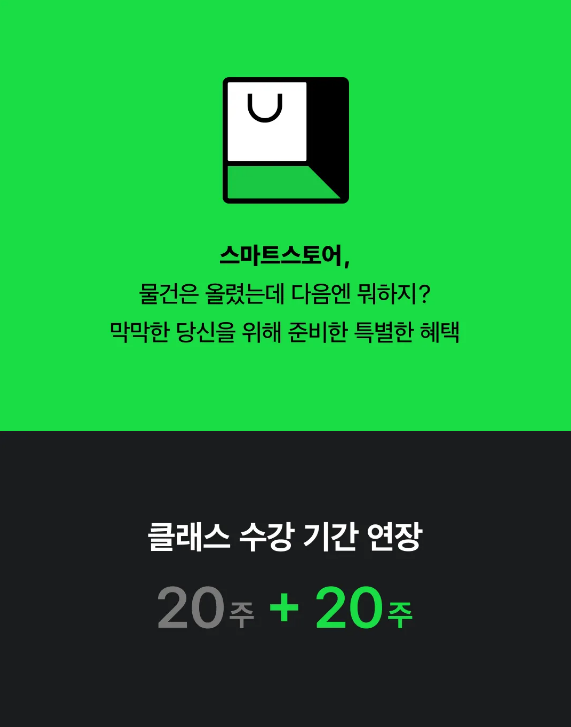 스마트스토어,
물건은 올렸는데 다음엔 뭐하지?
막막한 당신을 위해 준비한 특별한 혜택
클래스 수강 기간 연장
20주 + 20주